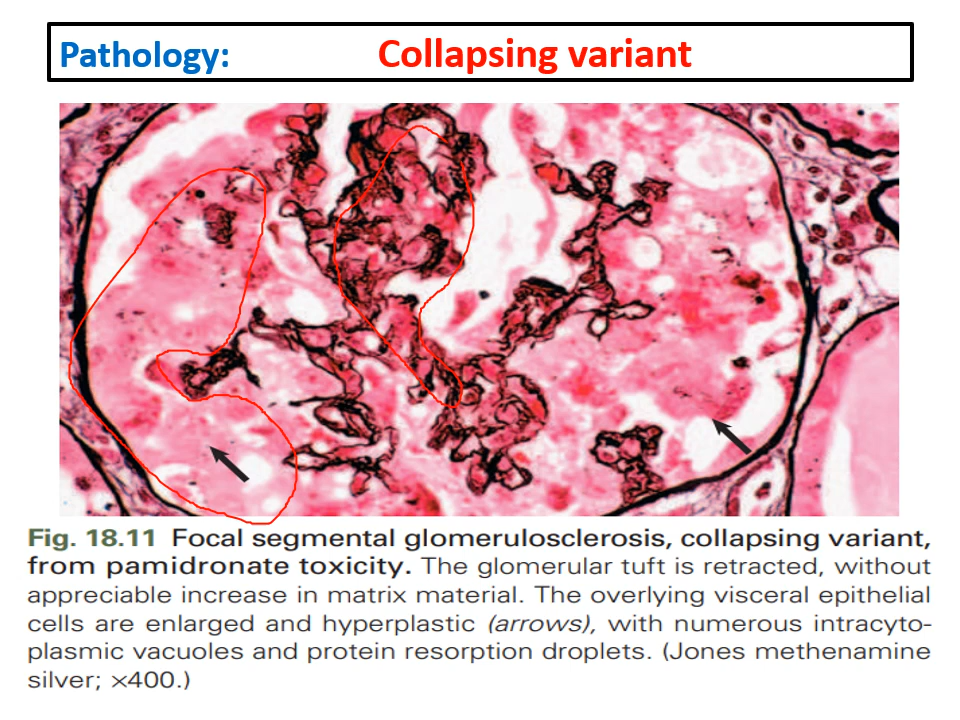 Pathology: Collapsing variant
Fig. 18.11 Focal segmental glomerulosclerosis, collapsing variant,
from pamidronate toxicity. The glomerular tuft is retracted, without
appreciable increase in matrix material. The overlying visceral epithelial
cells are enlarged and hyperplastic (arrows), with numerous intracyto-
plasmic vacuoles and protein resorption droplets. (Jones methenamine
silver; ×400.)